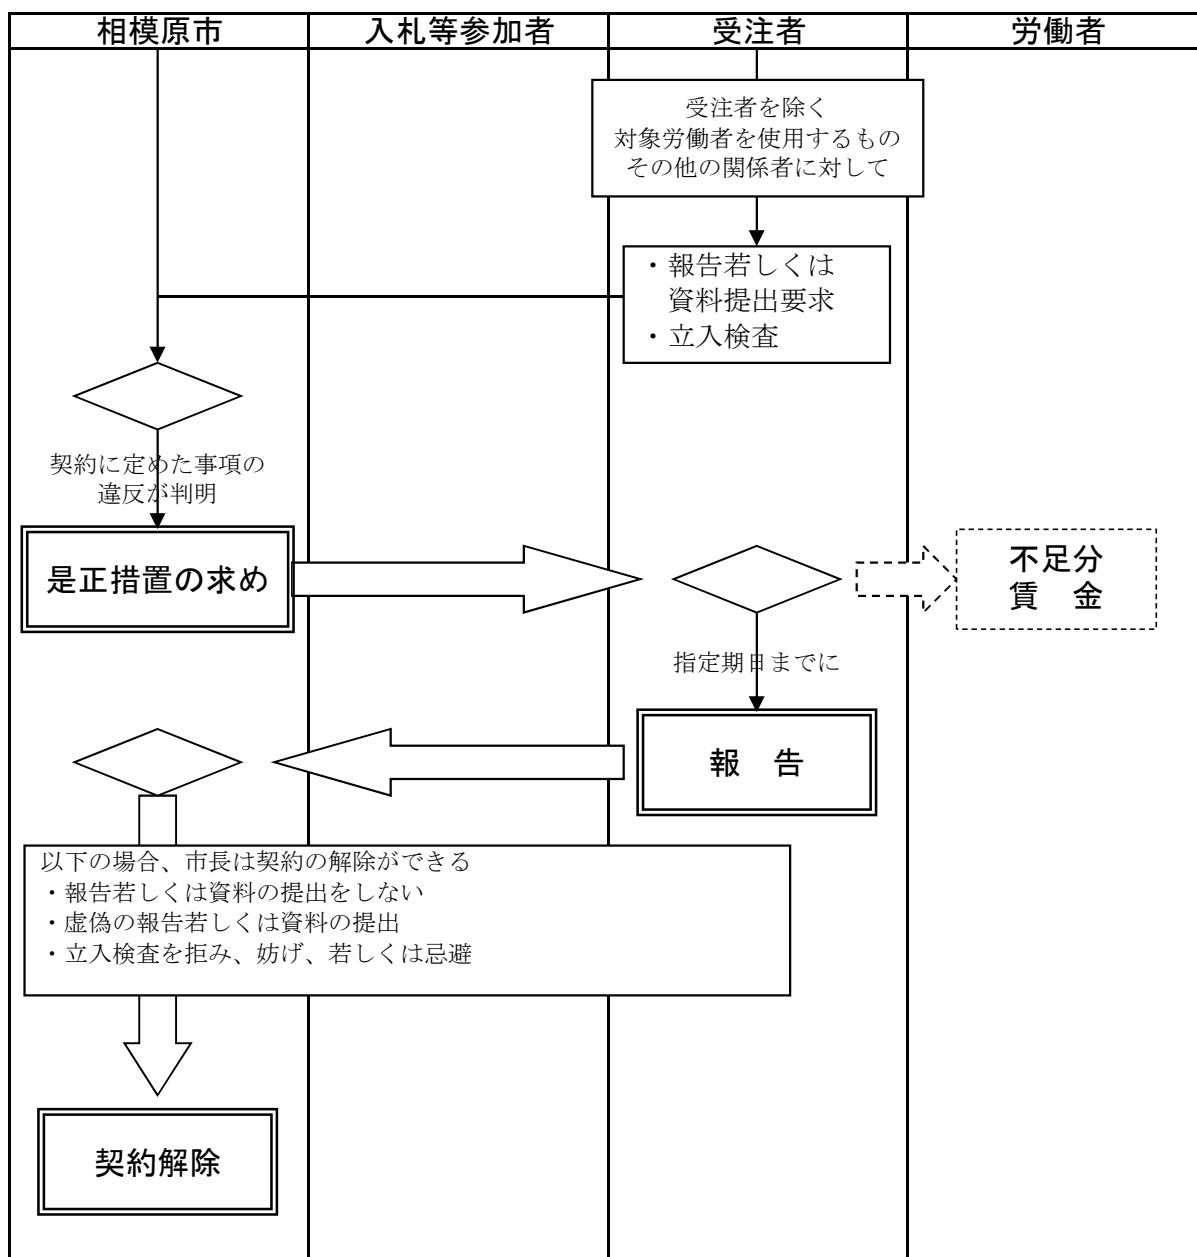 相模原市
入札等参加者
受注者
労働者
受注者を除く
対象労働者を使用するもの
その他の関係者に対して
・報告若しくは
資料提出要求
・立入検査
契約に定めた事項の
違反が判明
是正措置の求め
不足分
賃　金
指定期日までに
報　告
以下の場合、市長は契約の解除ができる
・報告若しくは資料の提出をしない
・虚偽の報告若しくは資料の提出
・立入検査を拒み、妨げ、若しくは忌避
契約解除